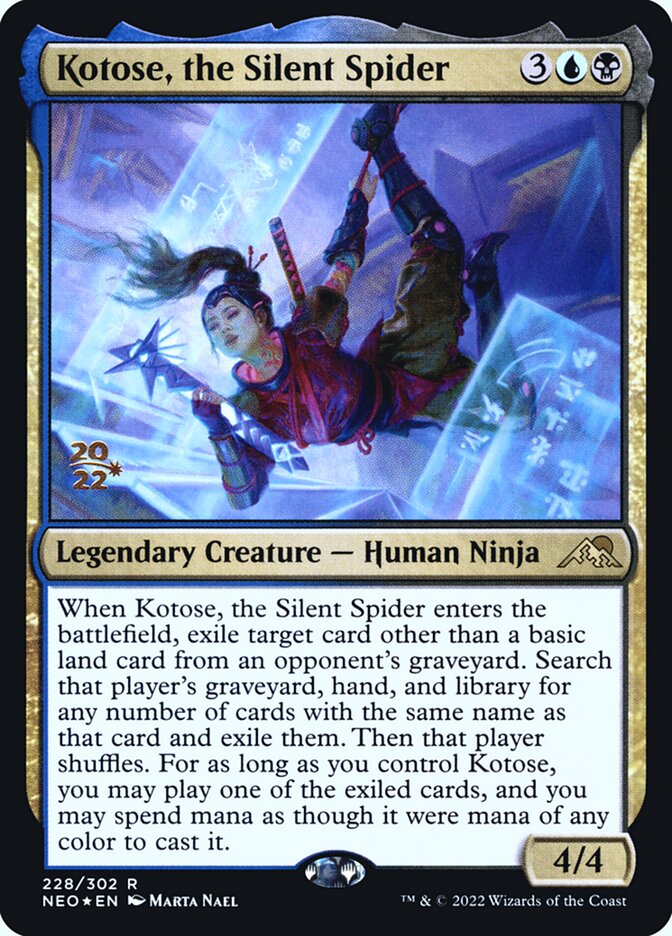 Kotose, the Silent Spider 3
20
22
Legendary Creature — Human Ninja
When Kotose, the Silent Spider enters the
battlefield, exile target card other than a basic
land card from an opponent's graveyard. Search
that player's graveyard, hand, and library for
any number of cards with the same name as
that card and exile them. Then that player
shuffles. For as long as you control Kotose,
you may play one of the exiled cards, and you
may spend mana as though it were mana of any
color to cast it.
4/4
228/302 R
NEO★EN Marta Nael
™ & © 2022 Wizards of the Coast